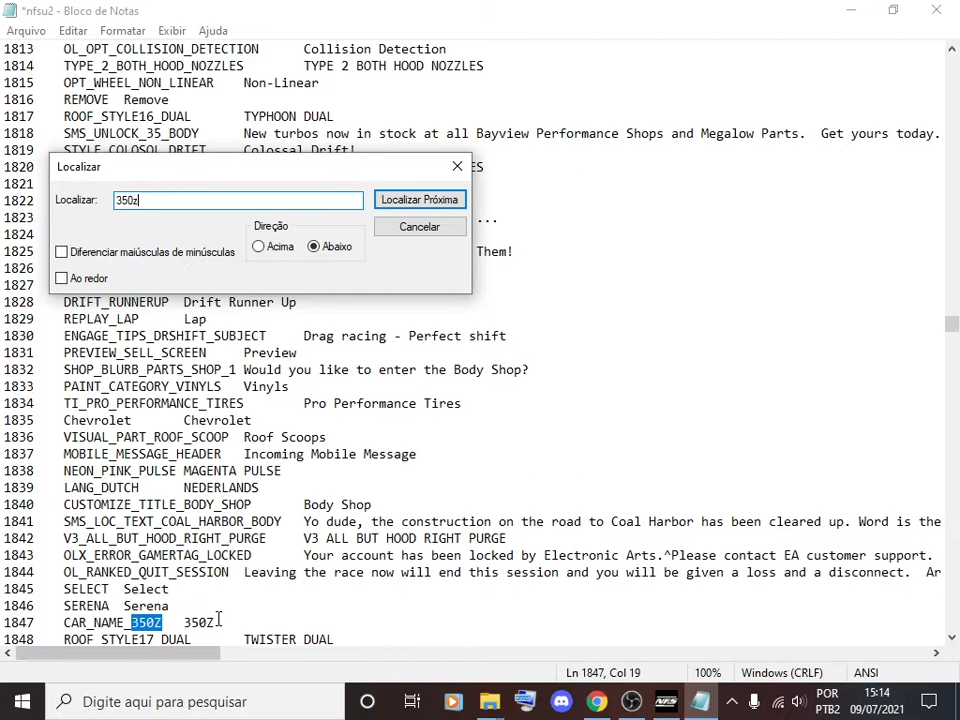 *nfsu2 - Bloco de Notas
Arquivo Editar Formatar Exibir Ajuda
1813 OL_OPT_COLLISION_DETECTION Collision Detection
1814 TYPE_2_BOTH_HOOD_NOZZLES TYPE 2 BOTH HOOD NOZZLES
1815 OPT_WHEEL_NON_LINEAR Non-Linear
1816 REMOVE Remove
1817 ROOF_STYLE16_DUAL TYPHOON DUAL
1818 SMS_UNLOCK_35_BODY New turbos now in stock at all Bayview Performance Shops and Megalow Parts. Get yours today.
1819 STYLE_COLOSOL_DRIFT Colossal Drift!
1820 ES
1821
1822
1823 ...
1824
1825 Them!
1826
1827
Localizar
Localizar: 350z Localizar Próxima
Direção Cancelar
Acima Abaixo
Diferenciar maiúsculas de minúsculas
Ao redor
1828 DRIFT_RUNNERUP Drift Runner Up
1829 REPLAY_LAP Lap
1830 ENGAGE_TIPS_DRSHIFT_SUBJECT Drag racing - Perfect shift
1831 PREVIEW_SELL_SCREEN Preview
1832 SHOP_BLURB_PARTS_SHOP_1 Would you like to enter the Body Shop?
1833 PAINT_CATEGORY_VINYLS Vinyls
1834 TI_PRO_PERFORMANCE_TIRES Pro Performance Tires
1835 Chevrolet Chevrolet
1836 VISUAL_PART_ROOF_SCOOP Roof Scoops
1837 MOBILE_MESSAGE_HEADER Incoming Mobile Message
1838 NEON_PINK_PULSE MAGENTA PULSE
1839 LANG_DUTCH NEDERLANDS
1840 CUSTOMIZE_TITLE_BODY_SHOP Body Shop
1841 SMS_LOC_TEXT_COAL_HARBOR_BODY Yo dude, the construction on the road to Coal Harbor has been cleared up. Word is the
1842 V3_ALL_BUT_HOOD_RIGHT_PURGE V3 ALL BUT HOOD RIGHT PURGE
1843 OLX_ERROR_GAMERTAG_LOCKED Your account has been locked by Electronic Arts.^Please contact EA customer support.
1844 OL_RANKED_QUIT_SESSION Leaving the race now will end this session and you will be given a loss and a disconnect. Ar
1845 SELECT Select
1846 SERENA Serena
1847 CAR_NAME_350Z 350Z
1848 ROOF_STYLE17_DUAL TWISTER DUAL
Ln 1847, Col 19 100% Windows (CRLF) ANSI
Digite aqui para pesquisar
NFS
POR
PTB2
15:14
09/07/2021